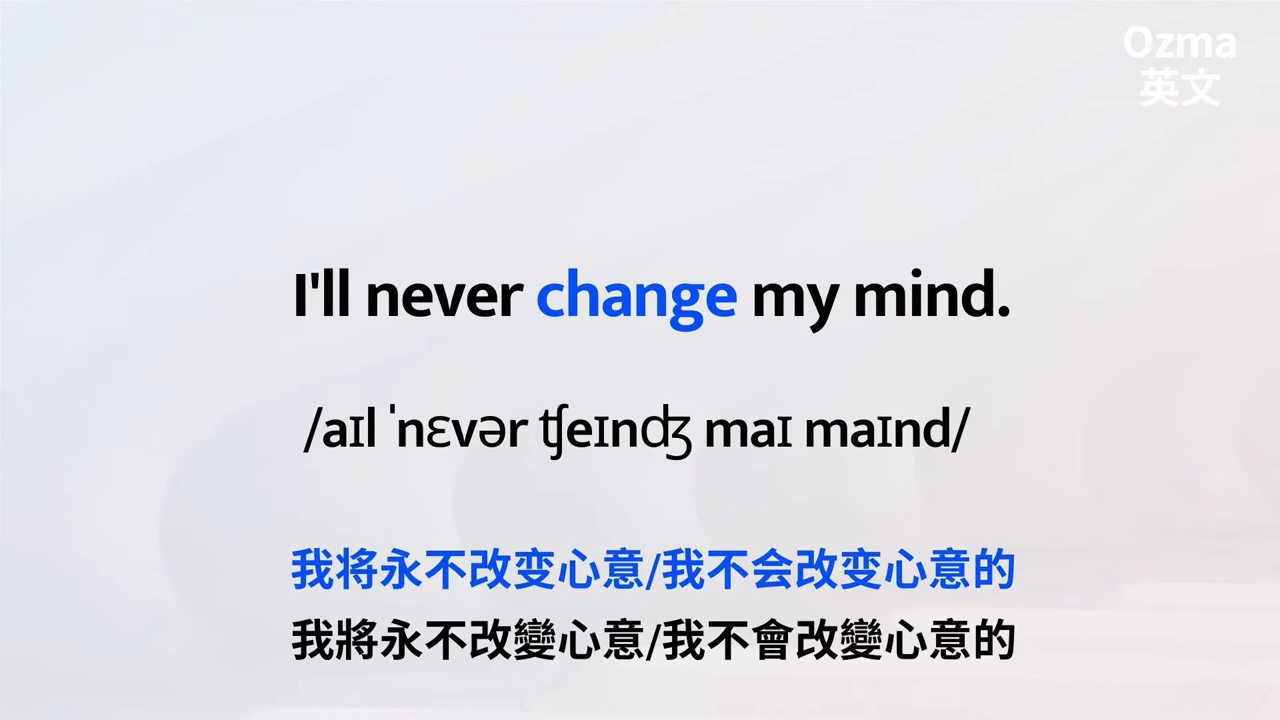 Ozma
英文
I'll never change my mind.
/aɪl ˈnɛvər ʧeɪnʤ maɪ maɪnd/
我将永不改变心意/我不会改变心意的
我將永不改變心意/我不會改變心意的